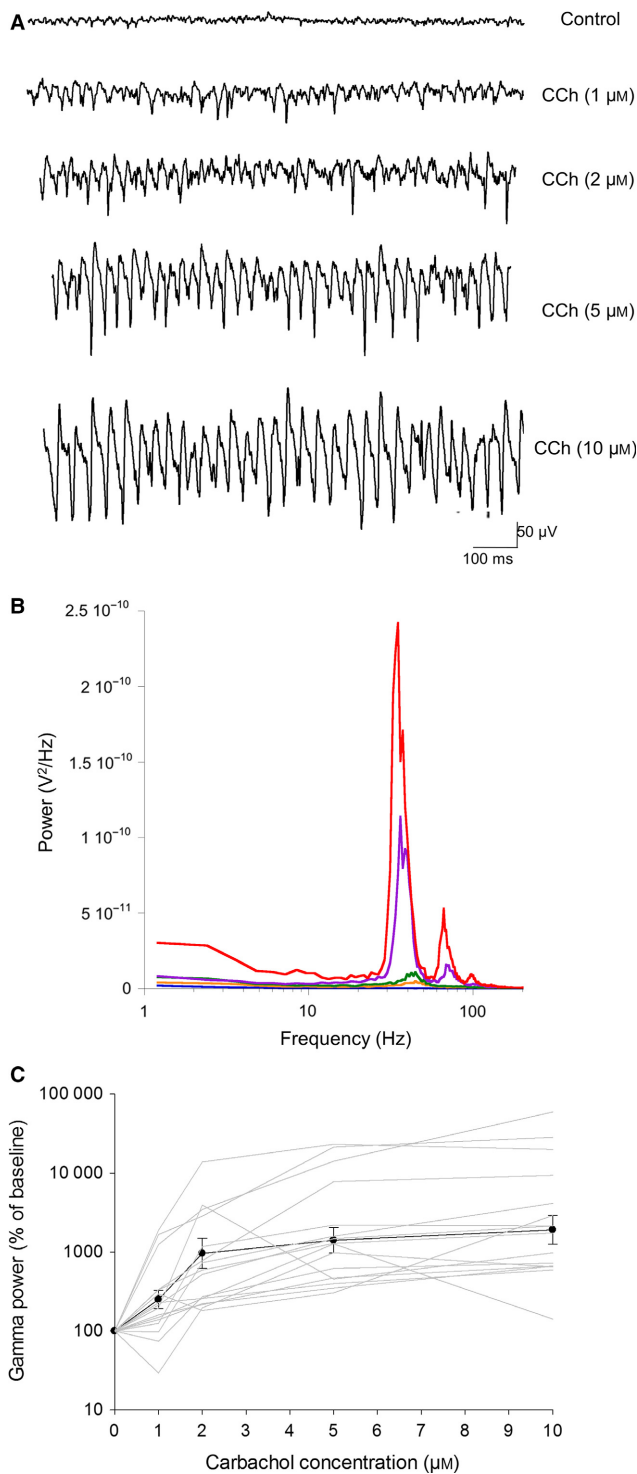 A
Control
CCh (1 µM)
CCh (2 µM)
CCh (5 µM)
CCh (10 µM)
50 µV
100 ms
B
2.5 10⁻¹⁰
2 10⁻¹⁰
1.5 10⁻¹⁰
1 10⁻¹⁰
5 10⁻¹¹
0
Power (V²/Hz)
1 10 100
Frequency (Hz)
C
100 000
10 000
1000
100
10
Gamma power (% of baseline)
0 1 2 3 4 5 6 7 8 9 10
Carbachol concentration (µM)